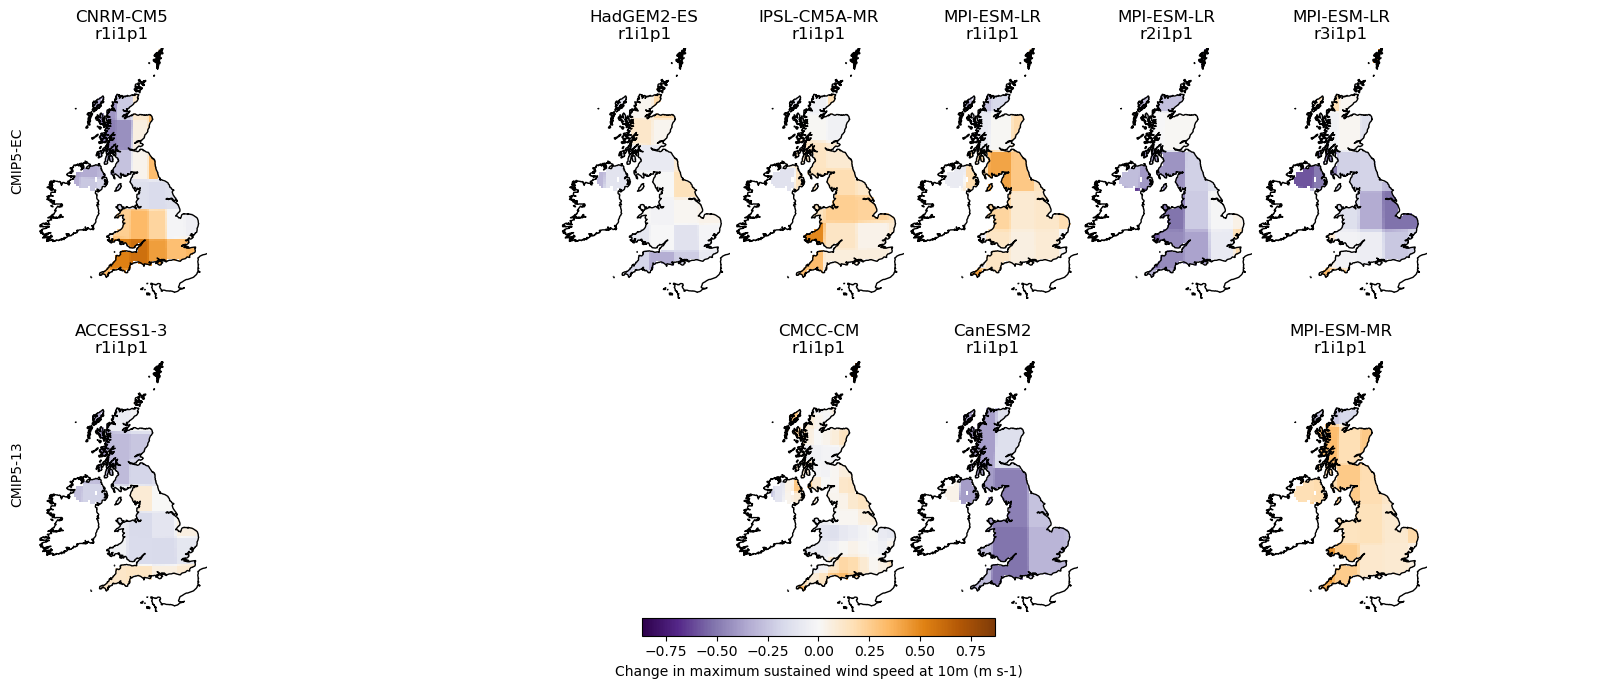 CNRM-CM5
r1i1p1
HadGEM2-ES
r1i1p1
IPSL-CM5A-MR
r1i1p1
MPI-ESM-LR
r1i1p1
MPI-ESM-LR
r2i1p1
MPI-ESM-LR
r3i1p1
CMIP5-EC
ACCESS1-3
r1i1p1
CMCC-CM
r1i1p1
CanESM2
r1i1p1
MPI-ESM-MR
r1i1p1
CMIP5-13
−0.75 −0.50 −0.25 0.00 0.25 0.50 0.75
Change in maximum sustained wind speed at 10m (m s-1)